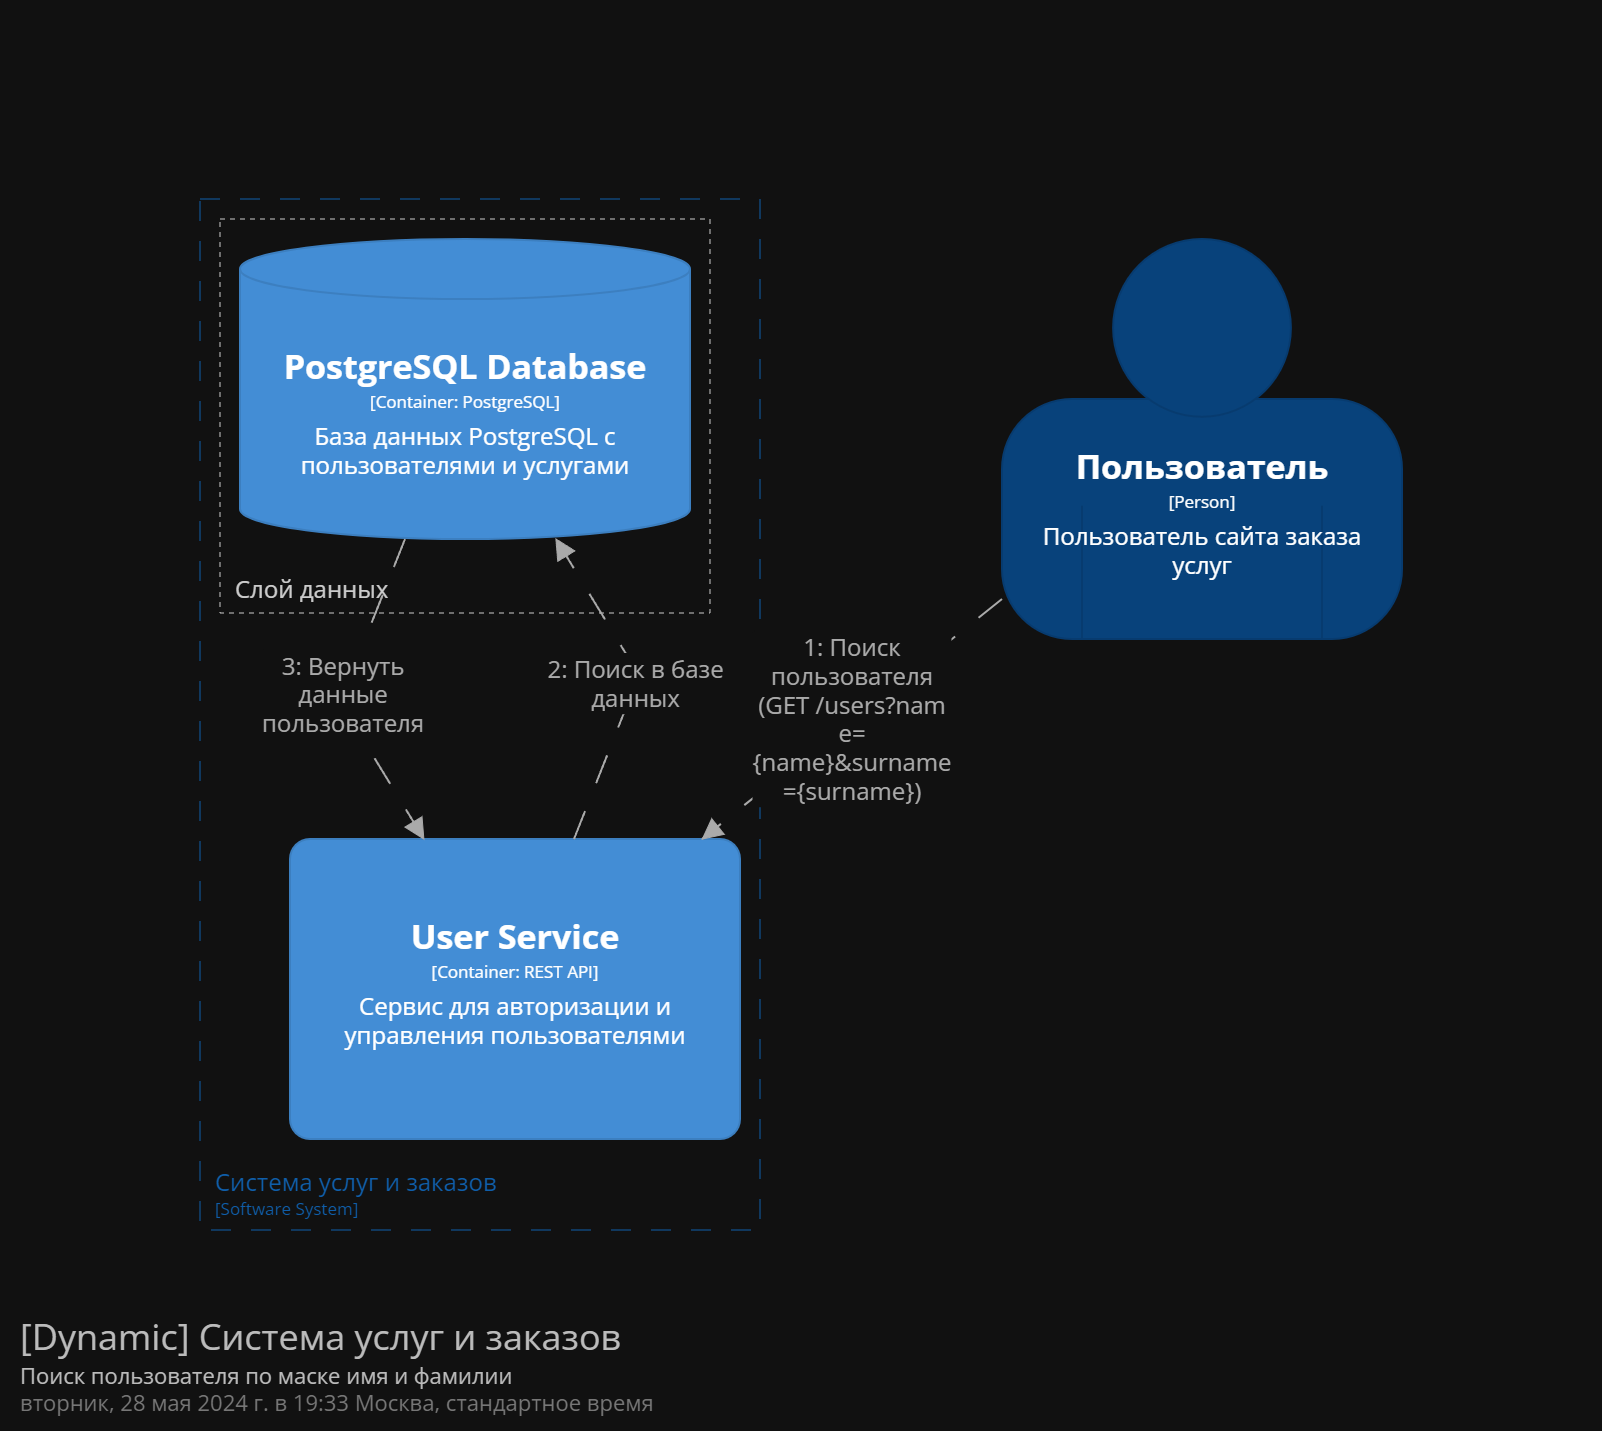 PostgreSQL Database
[Container: PostgreSQL]
База данных PostgreSQL с
пользователями и услугами
Слой данных
Пользователь
[Person]
Пользователь сайта заказа
услуг
1: Поиск
пользователя
(GET /users?nam
e=
{name}&surname
={surname})
2: Поиск в базе
данных
3: Вернуть
данные
пользователя
User Service
[Container: REST API]
Сервис для авторизации и
управления пользователями
Система услуг и заказов
[Software System]
[Dynamic] Система услуг и заказов
Поиск пользователя по маске имя и фамилии
вторник, 28 мая 2024 г. в 19:33 Москва, стандартное время